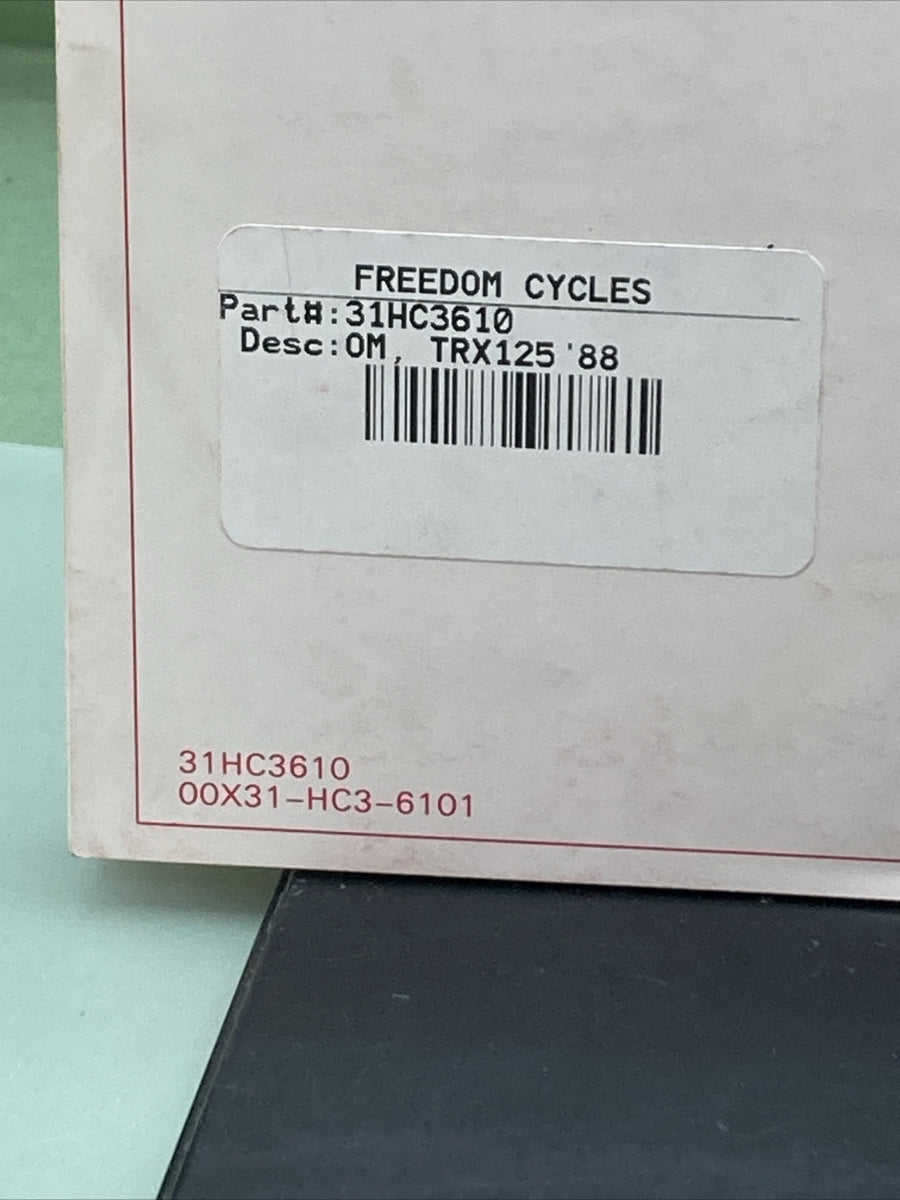 FREEDOM CYCLES
Part#:31HC3610
Desc:OM, TRX125 '88
31HC3610
00X31-HC3-6101